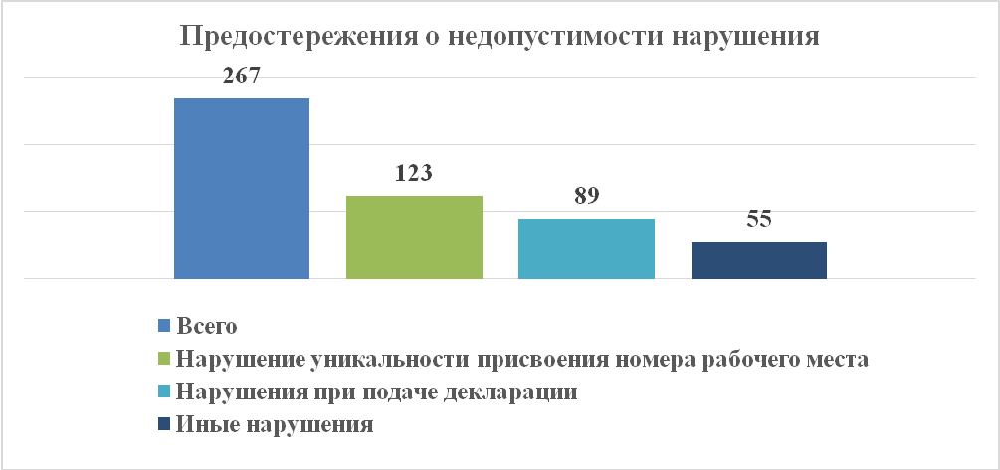 Предостережения о недопустимости нарушения
267
123
89
55
Всего
Нарушение уникальности присвоения номера рабочего места
Нарушения при подаче декларации
Иные нарушения